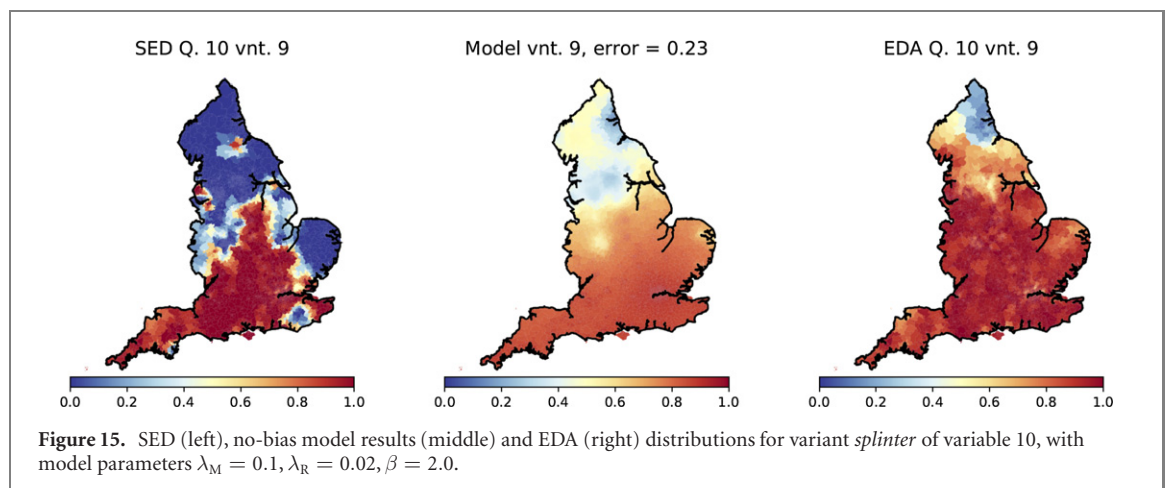 SED Q. 10 vnt. 9
Model vnt. 9, error = 0.23
EDA Q. 10 vnt. 9
0.0 0.2 0.4 0.6 0.8 1.0
0.0 0.2 0.4 0.6 0.8 1.0
0.0 0.2 0.4 0.6 0.8 1.0
Figure 15. SED (left), no-bias model results (middle) and EDA (right) distributions for variant splinter of variable 10, with
model parameters λM = 0.1, λR = 0.02, β = 2.0.